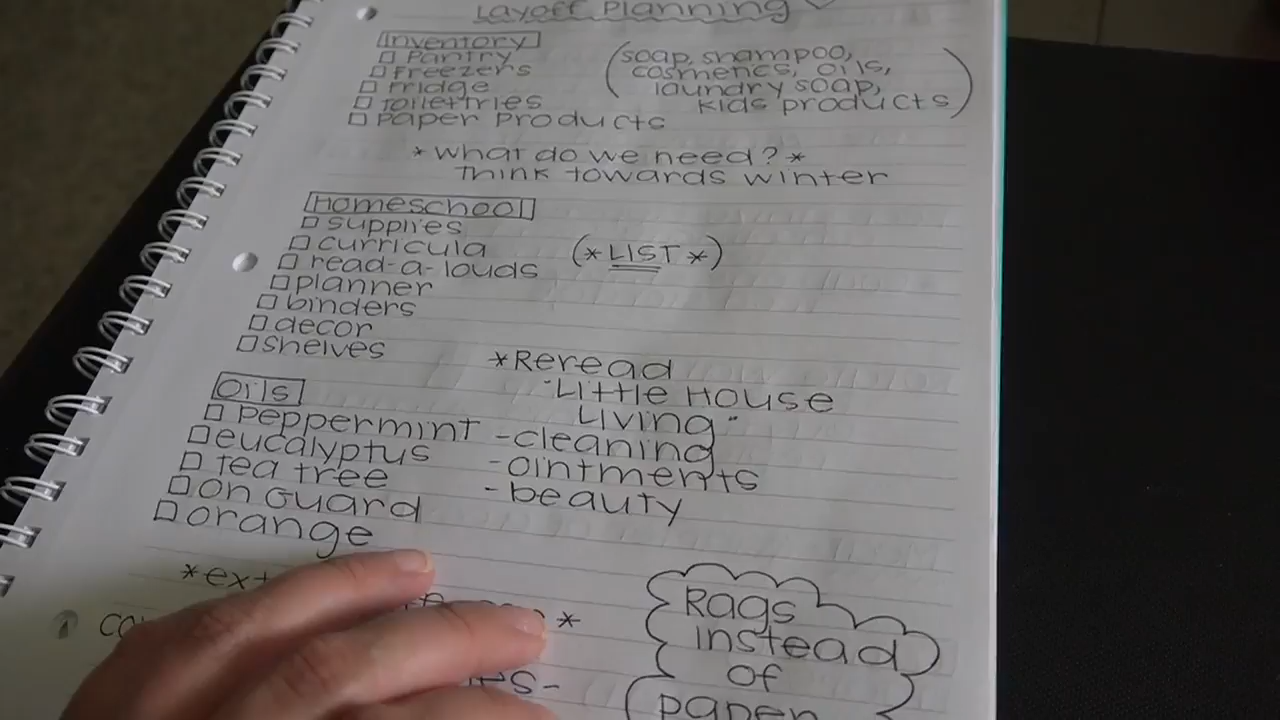 Layoff Planning
Inventory
Pantry
Freezers
Fridge
Toilettries
Paper Products
(soap, shampoo,
cosmetics, oils,
laundry soap,
kids products)
*What do we need?*
Think towards winter
Homeschool
supplies
curricula
(*LIST*)
read-a-louds
planner
binders
decor
shelves
*Reread
"Little House
Living"
-cleaning
-ointments
-beauty
Oils
peppermint
eucalyptus
tea tree
on guard
orange
Rags
instead
of